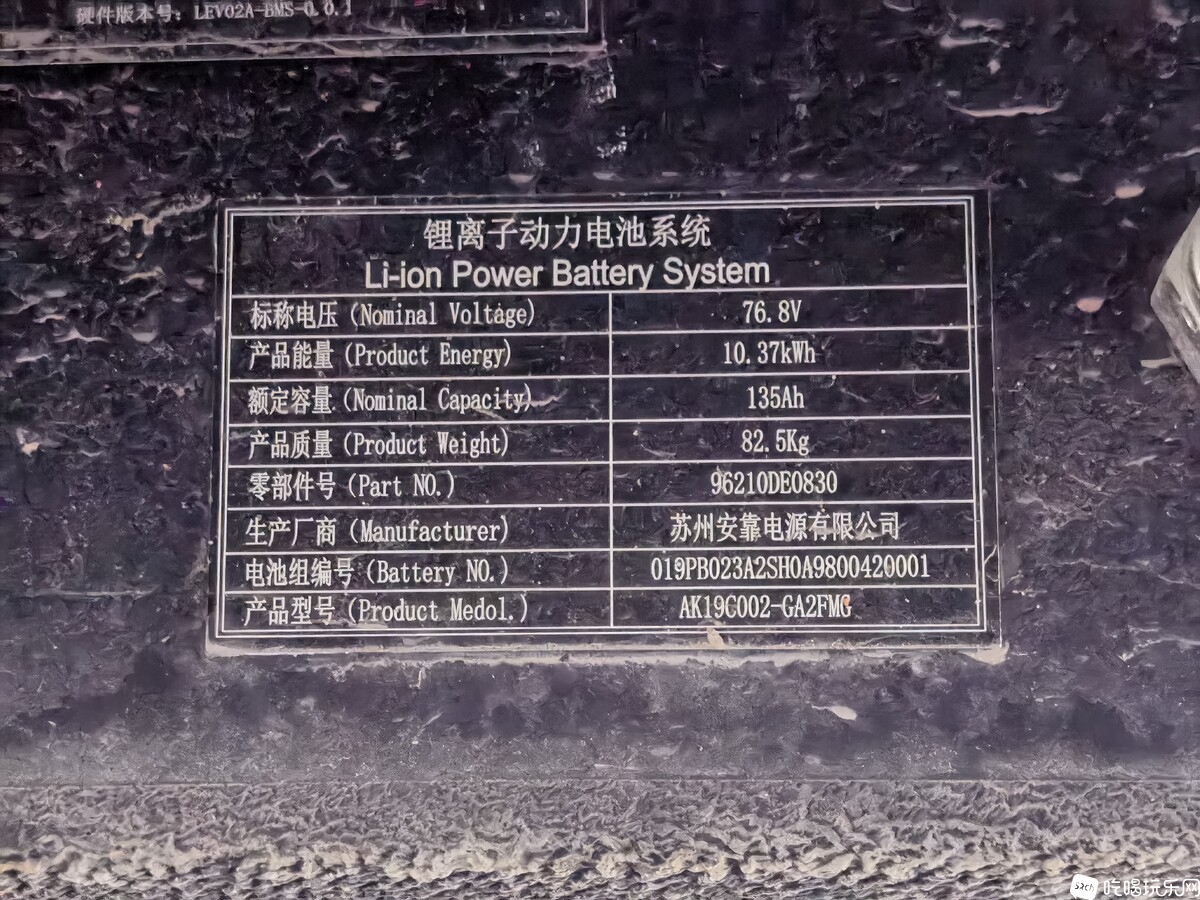 硬件版本号：LEV02A-BMS-0.0.1
锂离子动力电池系统
Li-ion Power Battery System
标称电压 (Nominal Voltage) 76.8V
产品能量 (Product Energy) 10.37kWh
额定容量 (Nominal Capacity) 135Ah
产品质量 (Product Weight) 82.5Kg
零部件号 (Part NO.) 96210DE0830
生产厂商 (Manufacturer) 苏州安靠电源有限公司
电池组编号 (Battery NO.) 019PB023A2SH0A9800420001
产品型号 (Product Medol.) AK19C002-GA2FMG
吃喝玩乐网